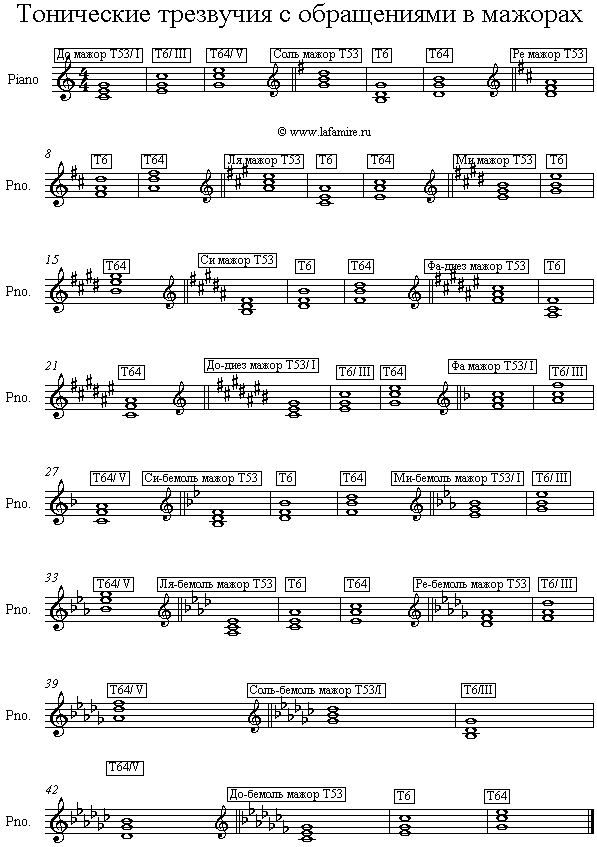 Тонические трезвучия с обращениями в мажорах
До мажор Т53/ I Т6/ III Т64/ V Соль мажор Т53 Т6 Т64 Ре мажор Т53
Piano
© www.lafamire.ru
8 Т6 Т64 Ля мажор Т53 Т6 Т64 Ми мажор Т53 Т6
Pno.
15 Т64 Си мажор Т53 Т6 Т64 Фа-диез мажор Т53 Т6
Pno.
21 Т64 До-диез мажор Т53/ I Т6/ III Т64 Фа мажор Т53/ I Т6/ III
Pno.
27 Т64/ V Си-бемоль мажор Т53 Т6 Т64 Ми-бемоль мажор Т53/ I Т6/ III
Pno.
33 Т64/ V Ля-бемоль мажор Т53 Т6 Т64 Ре-бемоль мажор Т53 Т6/ III
Pno.
39 Т64/ V Соль-бемоль мажор Т53/I Т6/III
Pno.
Т64/V
42 До-бемоль мажор Т53 Т6 Т64
Pno.